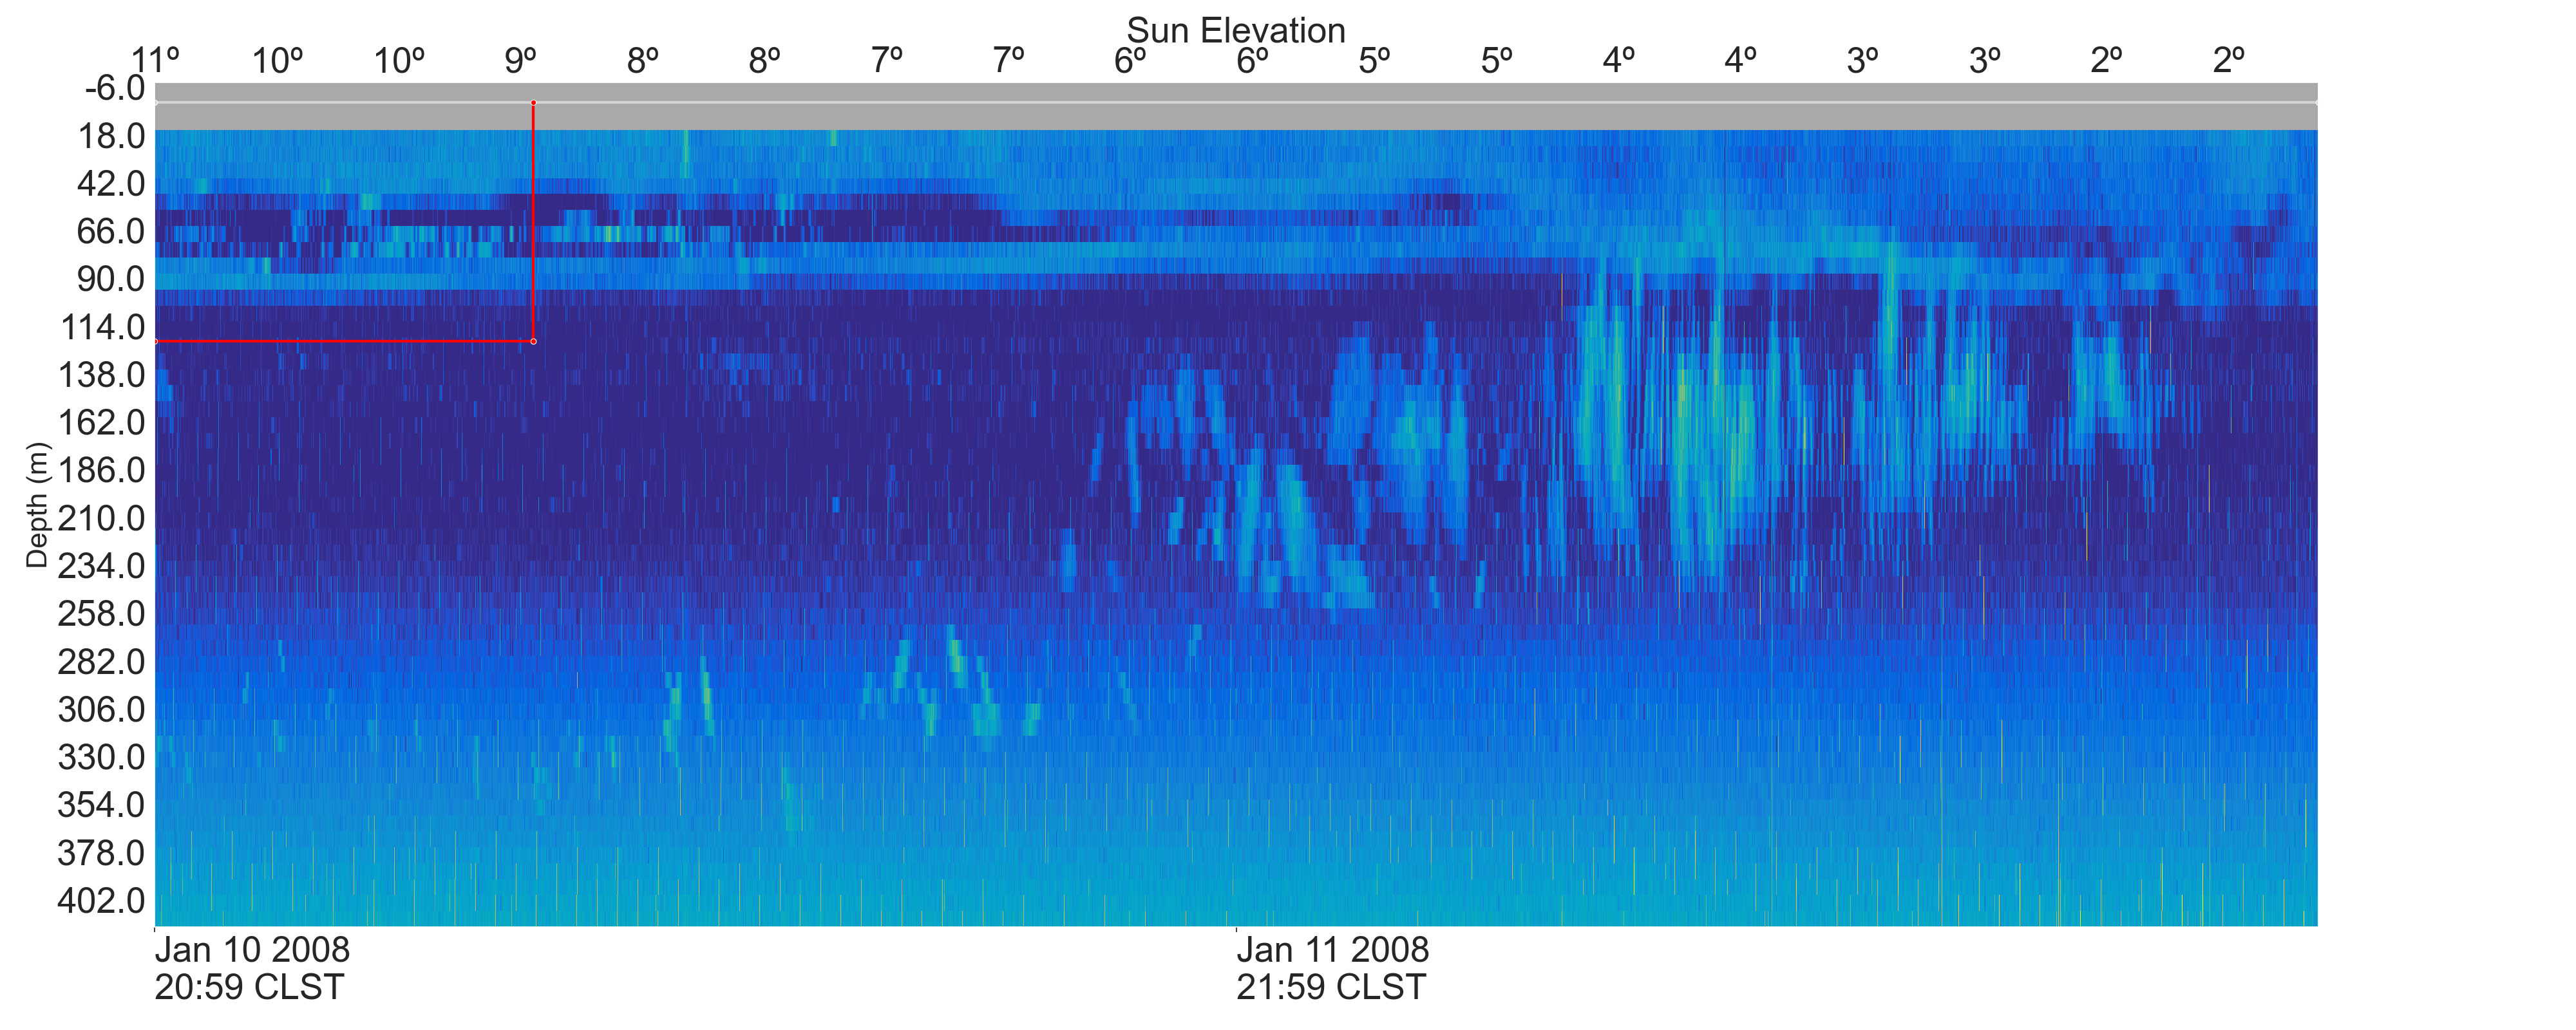 Sun Elevation
11º 10º 10º 9º 8º 8º 7º 7º 6º 6º 5º 5º 4º 4º 3º 3º 2º 2º
-6.0
18.0
42.0
66.0
90.0
114.0
138.0
162.0
186.0
210.0
234.0
258.0
282.0
306.0
330.0
354.0
378.0
402.0
Depth (m)
Jan 10 2008
20:59 CLST
Jan 11 2008
21:59 CLST